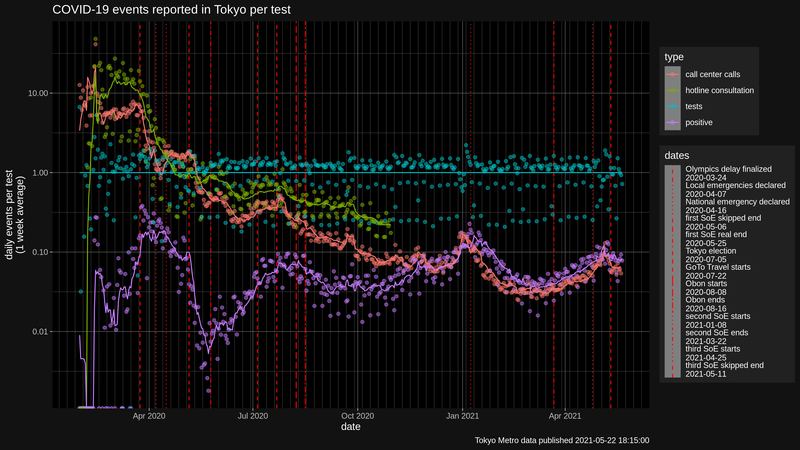 COVID-19 events reported in Tokyo per test
daily events per test
(1 week average)
10.00
1.00
0.10
0.01
Apr 2020
Jul 2020
Oct 2020
Jan 2021
Apr 2021
date
Tokyo Metro data published 2021-05-22 18:15:00
type
call center calls
hotline consultation
tests
positive
dates
Olympics delay finalized
2020-03-24
Local emergencies declared
2020-04-07
National emergency declared
2020-04-16
first SoE skipped end
2020-05-06
first SoE real end
2020-05-25
Tokyo election
2020-07-05
GoTo Travel starts
2020-07-22
Obon starts
2020-08-08
Obon ends
2020-08-16
second SoE starts
2021-01-08
second SoE ends
2021-03-22
third SoE starts
2021-04-25
third SoE skipped end
2021-05-11